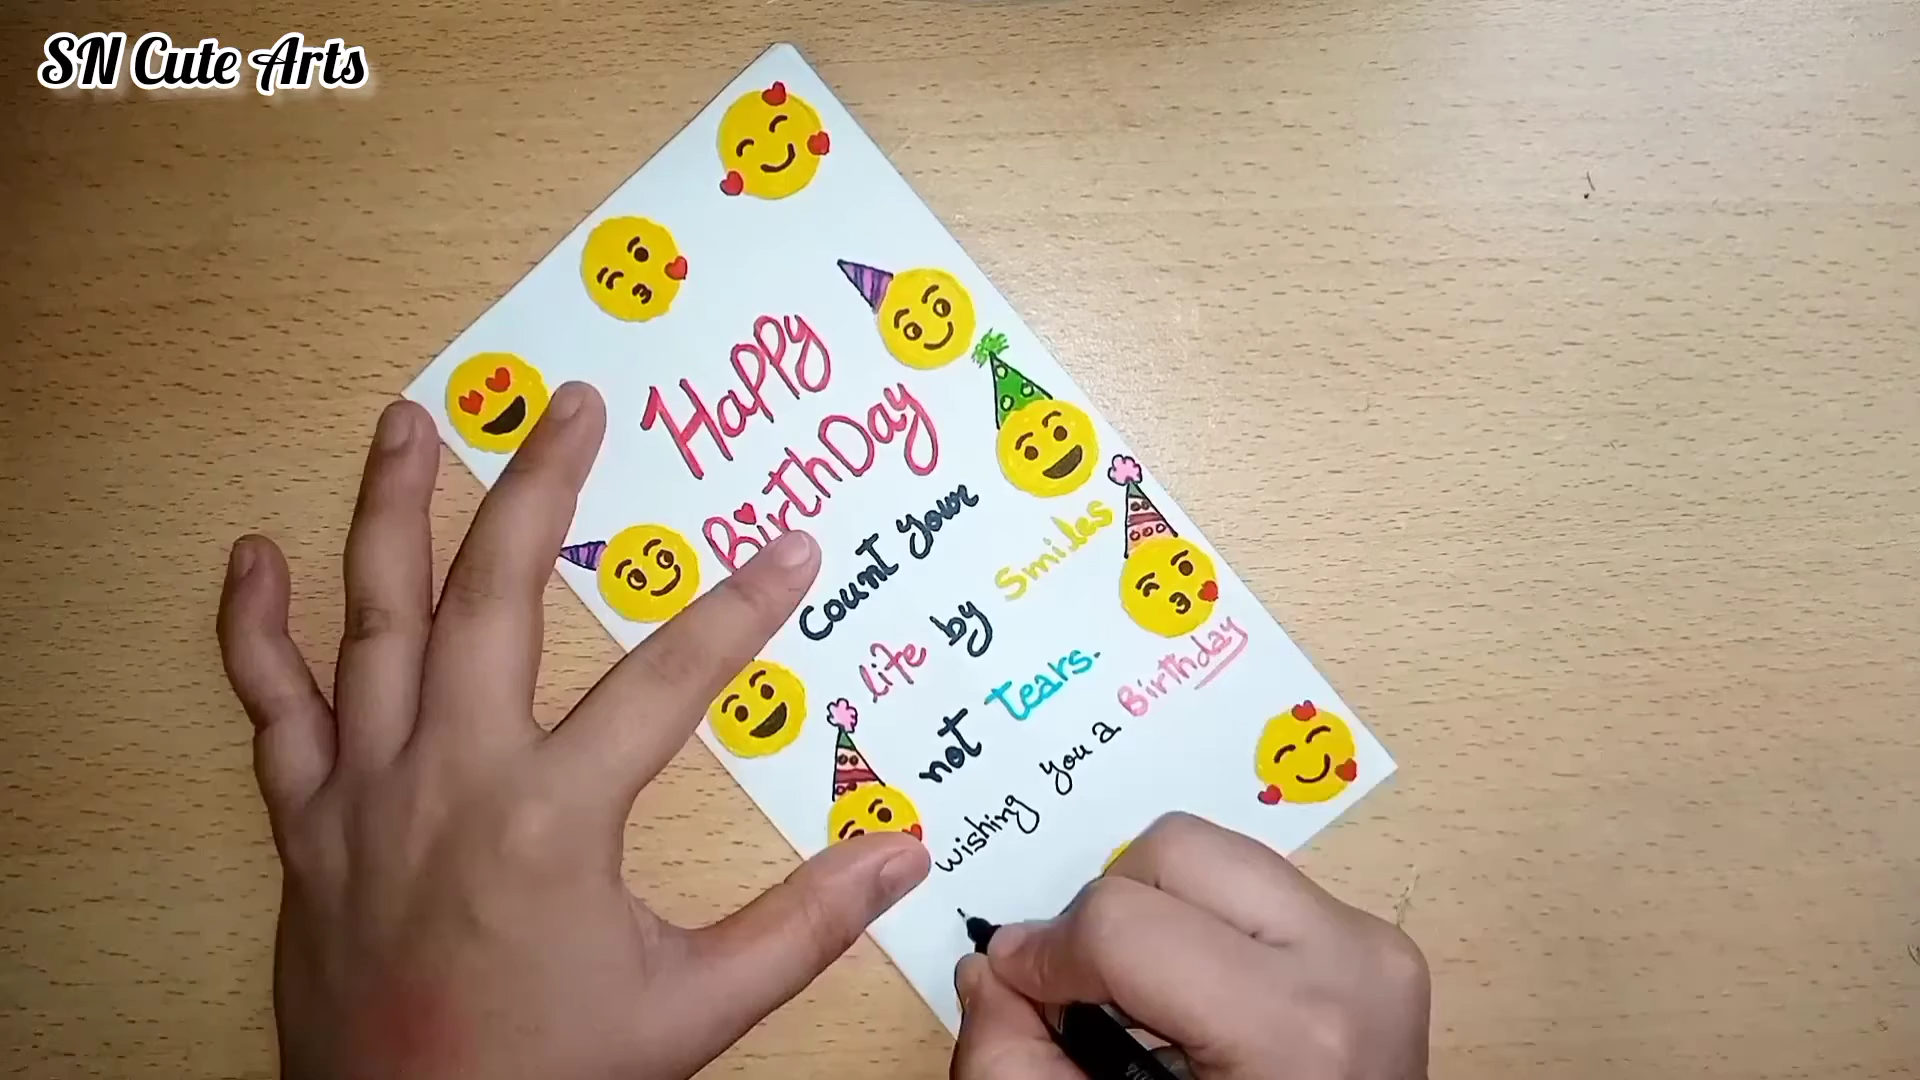 SN Cute Arts
Happy
BirthDay
Count your
life by Smiles
not Tears.
wishing you a Birthday